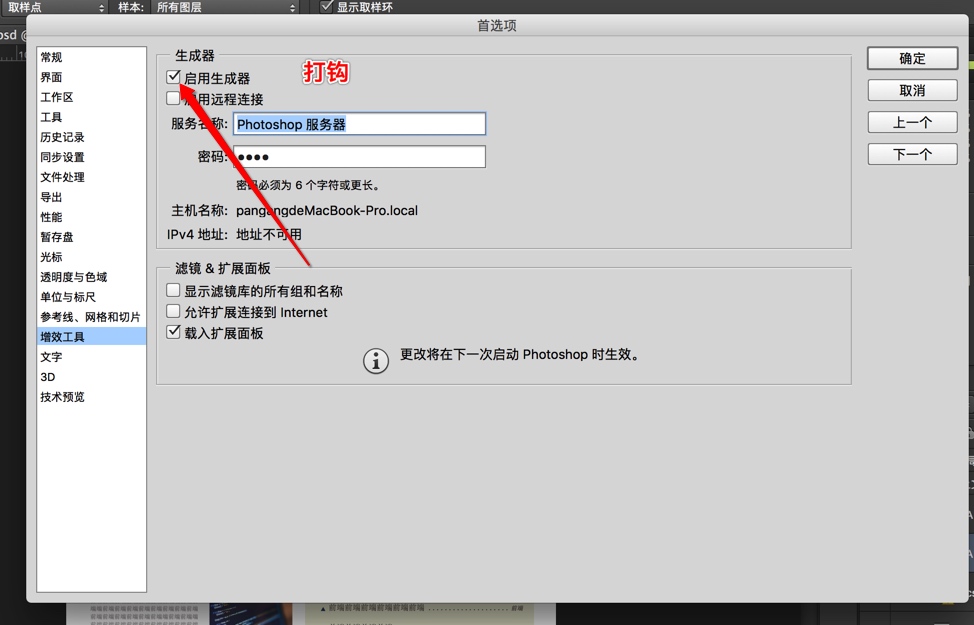 取样点 样本: 所有图层 显示取样环
首选项
常规
界面
工作区
工具
历史记录
同步设置
文件处理
导出
性能
暂存盘
光标
透明度与色域
单位与标尺
参考线、网格和切片
增效工具
文字
3D
技术预览
生成器
启用生成器
打钩
用远程连接
服务名称: Photoshop 服务器
密码: ●●●●
密码必须为 6 个字符或更长。
主机名称: pangangdeMacBook-Pro.local
IPv4 地址: 地址不可用
滤镜 & 扩展面板
显示滤镜库的所有组和名称
允许扩展连接到 Internet
载入扩展面板
更改将在下一次启动 Photoshop 时生效。
确定
取消
上一个
下一个